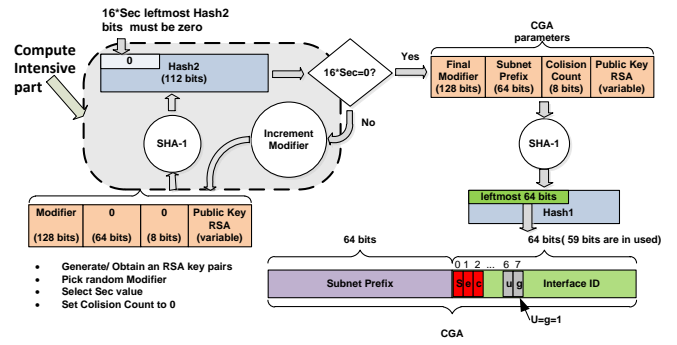 16*Sec leftmost Hash2
bits must be zero
Compute
Intensive
part
0
Hash2
(112 bits)
16*Sec=0?
Yes
No
SHA-1
Increment
Modifier
Modifier
(128 bits)
0
(64 bits)
0
(8 bits)
Public Key
RSA
(variable)
CGA
parameters
Final
Modifier
(128 bits)
Subnet
Prefix
(64 bits)
Colision
Count
(8 bits)
Public Key
RSA
(variable)
SHA-1
leftmost 64 bits
Hash1
• Generate/ Obtain an RSA key pairs
• Pick random Modifier
• Select Sec value
• Set Colision Count to 0
64 bits
64 bits( 59 bits are in used)
0 1 2 ... 6 7
Subnet Prefix
S e c
u g
Interface ID
U=g=1
CGA